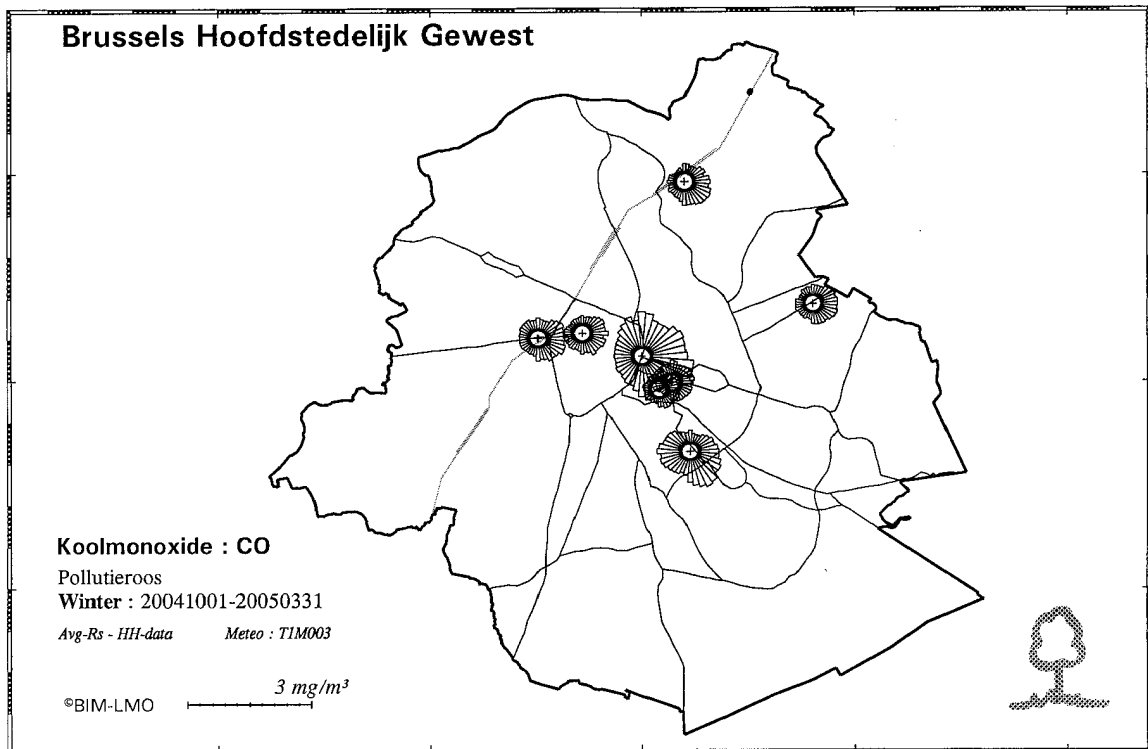 Brussels Hoofdstedelijk Gewest
Koolmonoxide : CO
Pollutieroos
Winter : 20041001-20050331
Avg-Rs - HH-data Meteo : T1M003
3 mg/m³
©BIM-LMO